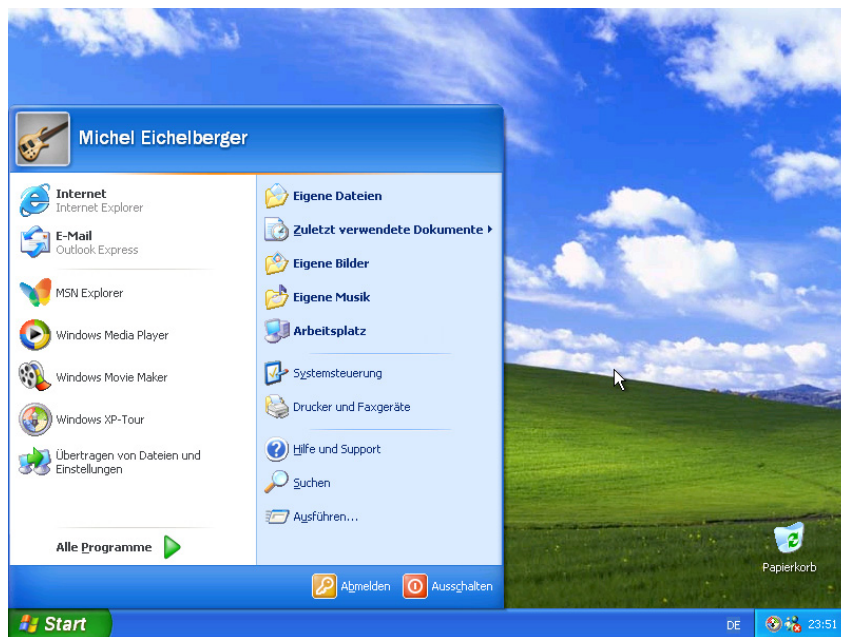 Michel Eichelberger
Internet
Internet Explorer
E-Mail
Outlook Express
MSN Explorer
Windows Media Player
Windows Movie Maker
Windows XP-Tour
Übertragen von Dateien und
Einstellungen
Alle Programme
Eigene Dateien
Zuletzt verwendete Dokumente
Eigene Bilder
Eigene Musik
Arbeitsplatz
Systemsteuerung
Drucker und Faxgeräte
Hilfe und Support
Suchen
Ausführen...
Abmelden
Ausschalten
Papierkorb
Start
DE
23:51